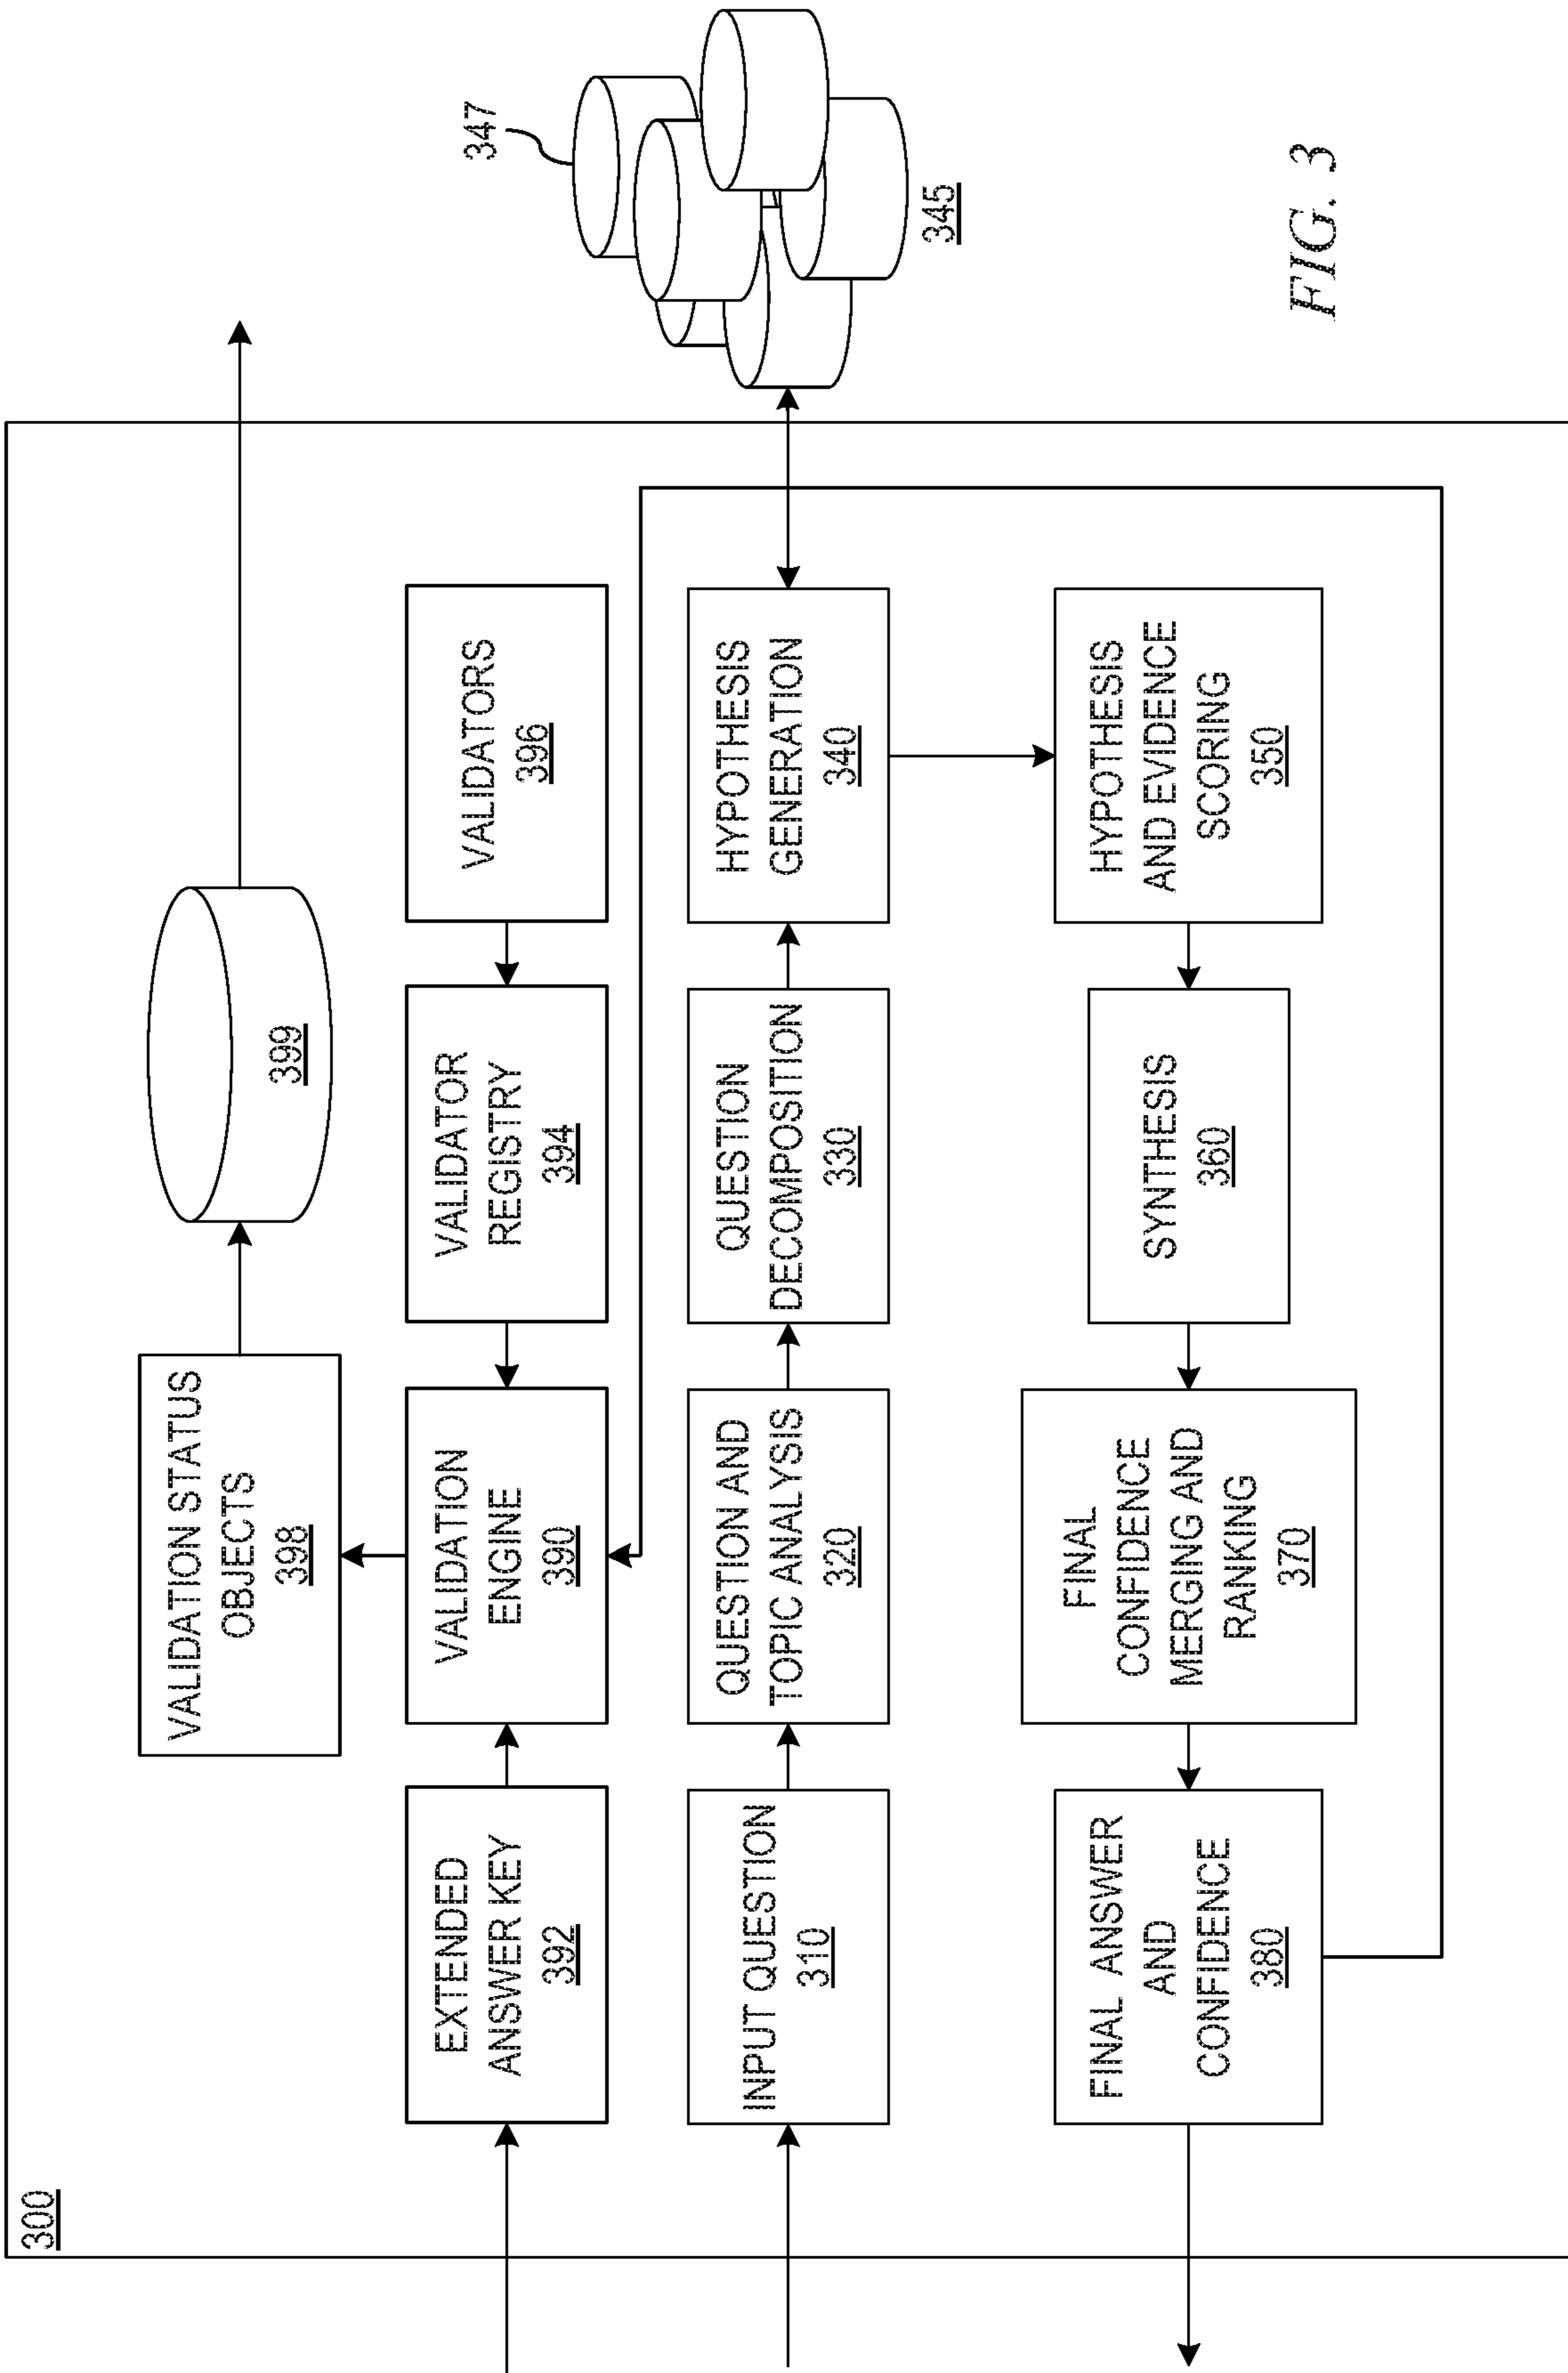 300
VALIDATION STATUS
OBJECTS
398
399
EXTENDED
ANSWER KEY
392
VALIDATION
ENGINE
390
VALIDATOR
REGISTRY
394
VALIDATORS
396
347
INPUT QUESTION
310
QUESTION AND
TOPIC ANALYSIS
320
QUESTION
DECOMPOSITION
330
HYPOTHESIS
GENERATION
340
345
FINAL ANSWER
AND
CONFIDENCE
380
FINAL
CONFIDENCE
MERGING AND
RANKING
370
SYNTHESIS
360
HYPOTHESIS
AND EVIDENCE
SCORING
350
FIG. 3